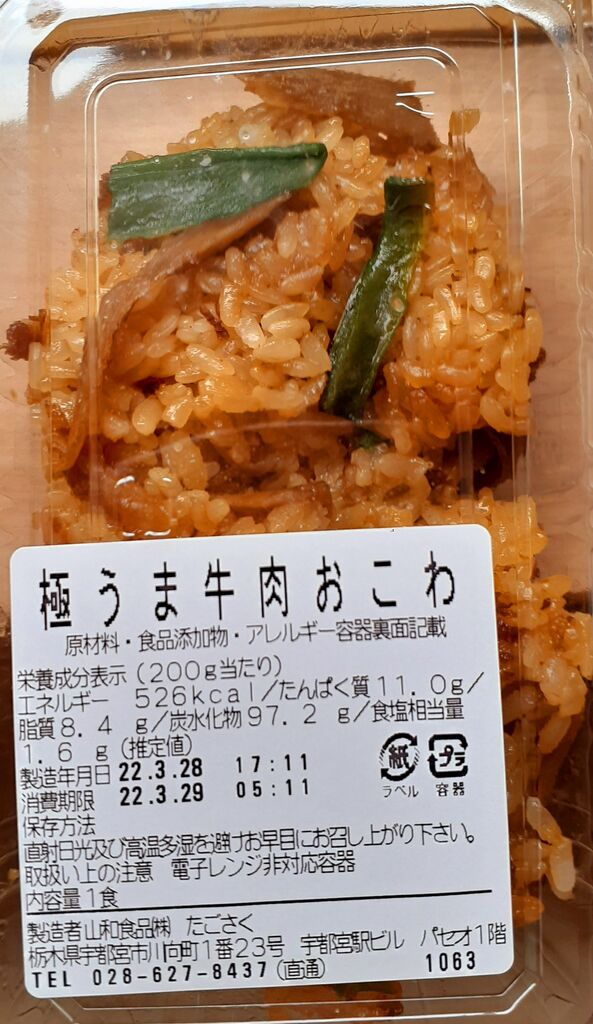 極うま牛肉おこわ
原材料・食品添加物・アレルギー容器裏面記載
栄養成分表示(200g当たり)
エネルギー 526kcal/たんぱく質11.0g/
脂質8.4 g/炭水化物97.2 g/食塩相当量
1.6 g(推定値)
製造年月日 22.3.28 17:11
消費期限 22.3.29 05:11
紙 プラ
ラベル 容器
保存方法
直射日光及び高温多湿を避けお早目にお召し上がり下さい。
取扱い上の注意 電子レンジ非対応容器
内容量1食
製造者山和食品㈱ たごさく
栃木県宇都宮市川向町1番23号 宇都宮駅ビル パセオ1階
TEL 028-627-8437(直通) 1063